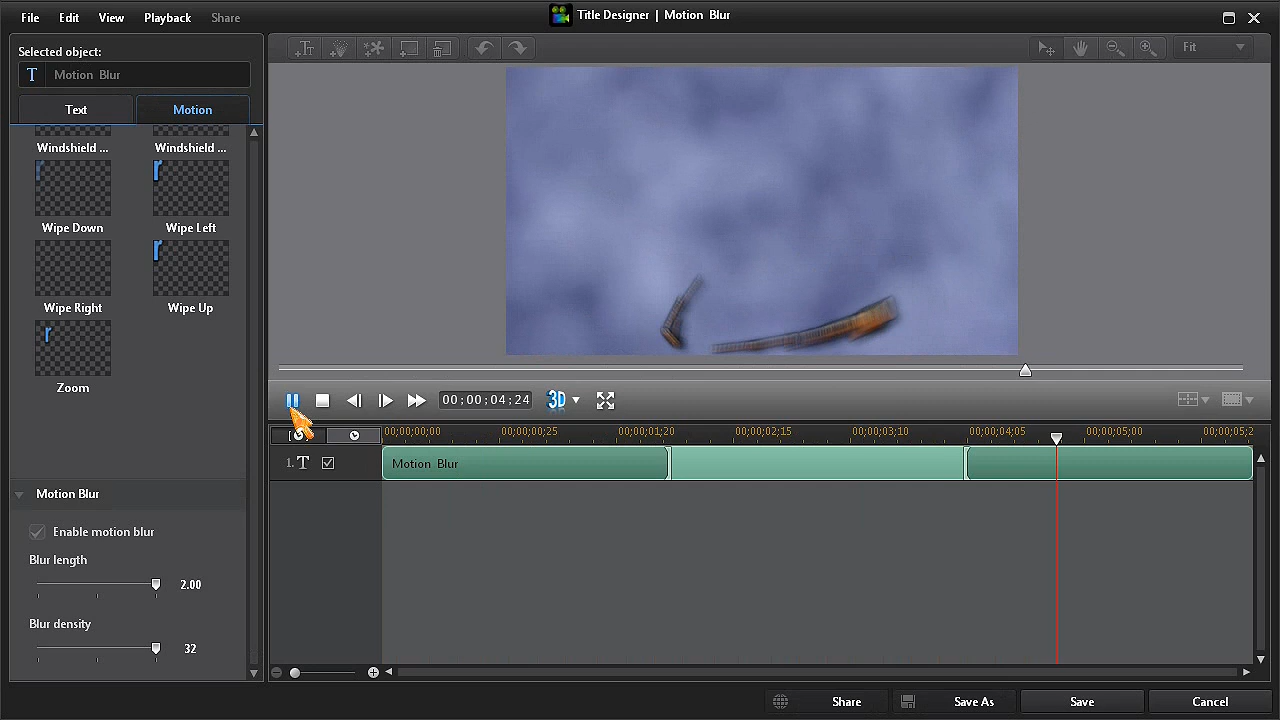 File Edit View Playback Share
Title Designer | Motion Blur
Selected object:
T Motion Blur
Text Motion
Fit
Windshield ... Windshield ...
Wipe Down Wipe Left
Wipe Right Wipe Up
Zoom
00;00;04;24 3D
00;00;00;00 00;00;00;25 00;00;01;20 00;00;02;15 00;00;03;10 00;00;04;05 00;00;05;00 00;00;05;2
1. T Motion Blur
Motion Blur
Enable motion blur
Blur length
2.00
Blur density
32
Share Save As Save Cancel